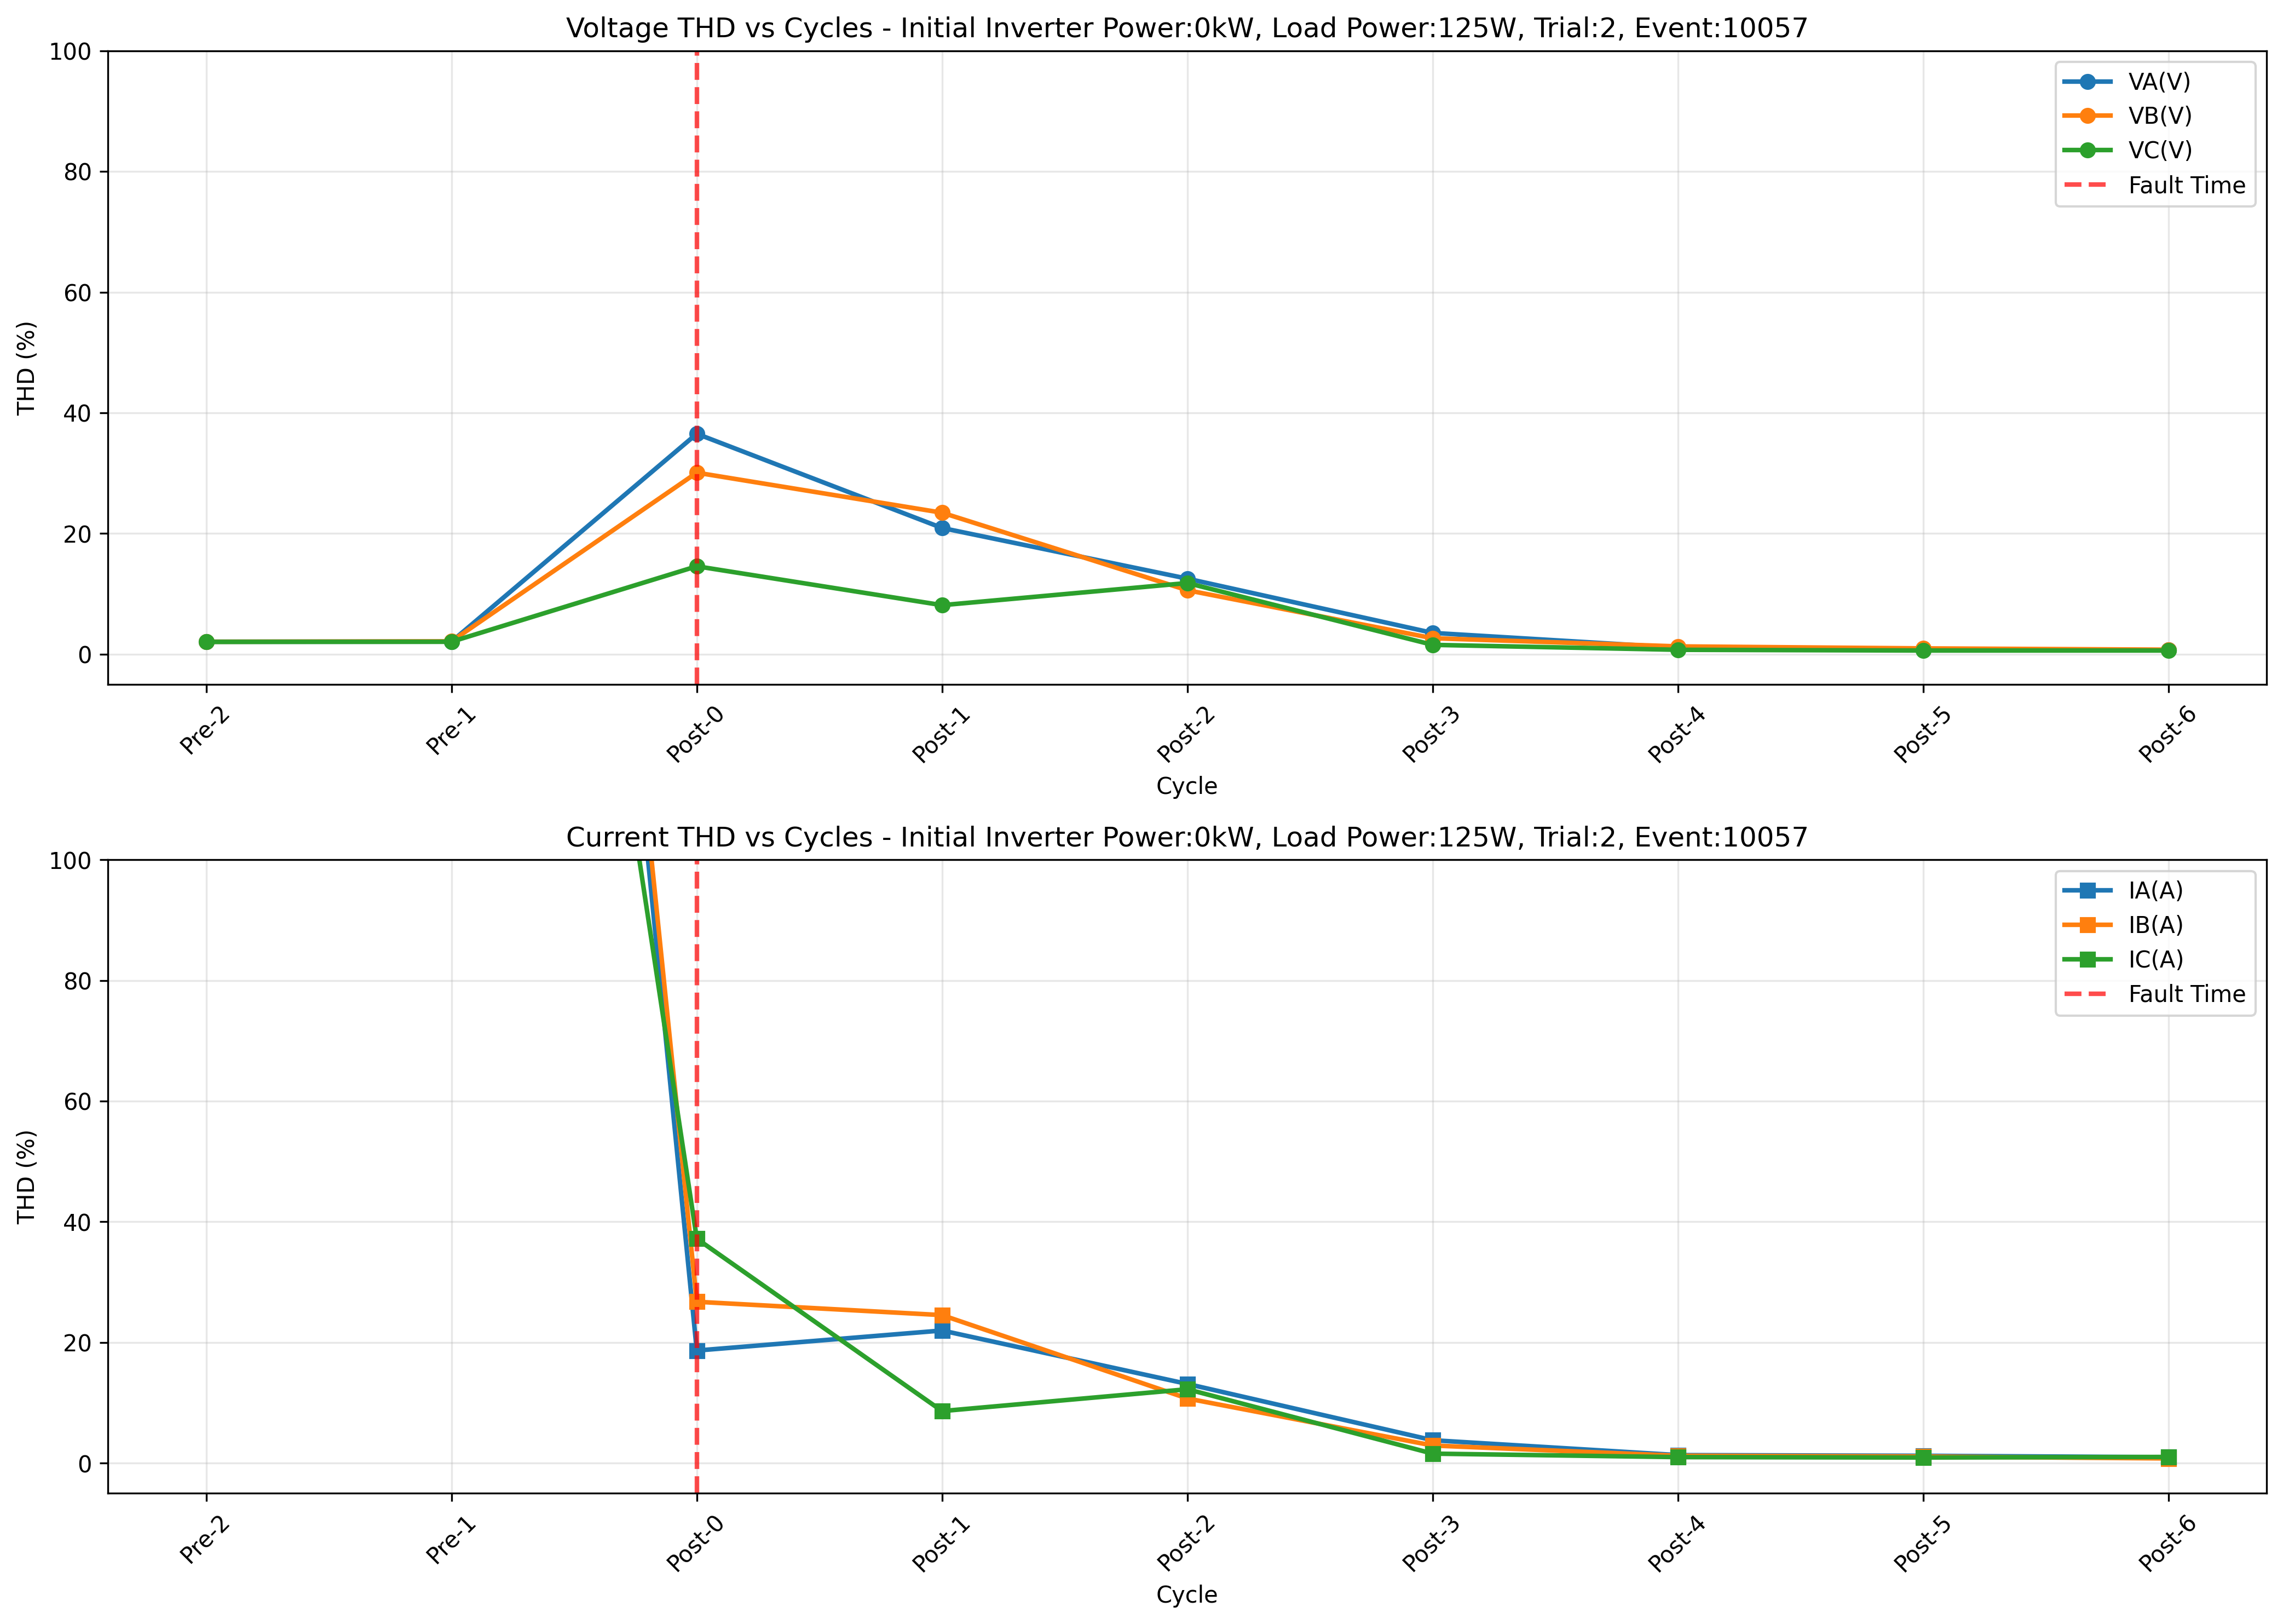 Voltage THD vs Cycles - Initial Inverter Power:0kW, Load Power:125W, Trial:2, Event:10057
100
80
60
40
20
0
THD (%)
VA(V)
VB(V)
VC(V)
Fault Time
Pre-2
Pre-1
Post-0
Post-1
Post-2
Post-3
Post-4
Post-5
Post-6
Cycle
Current THD vs Cycles - Initial Inverter Power:0kW, Load Power:125W, Trial:2, Event:10057
100
80
60
40
20
0
THD (%)
IA(A)
IB(A)
IC(A)
Fault Time
Pre-2
Pre-1
Post-0
Post-1
Post-2
Post-3
Post-4
Post-5
Post-6
Cycle